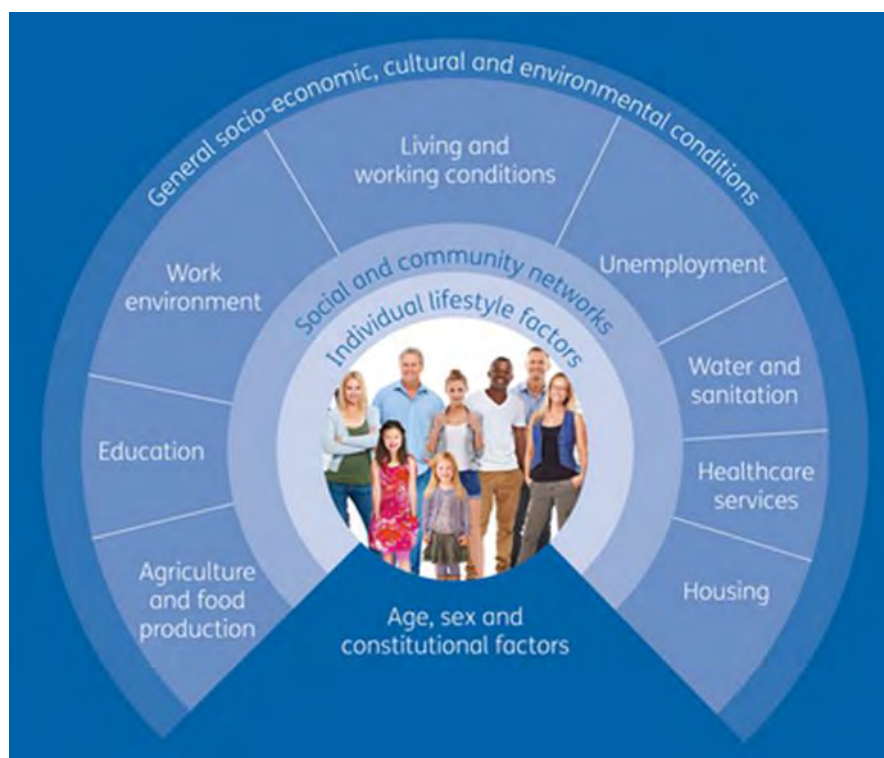 General socio-economic, cultural and environmental conditions
Living and
working conditions
Work
environment
Unemployment
Social and community networks
Individual lifestyle factors
Water and
sanitation
Education
Healthcare
services
Agriculture
and food
production
Housing
Age, sex and
constitutional factors